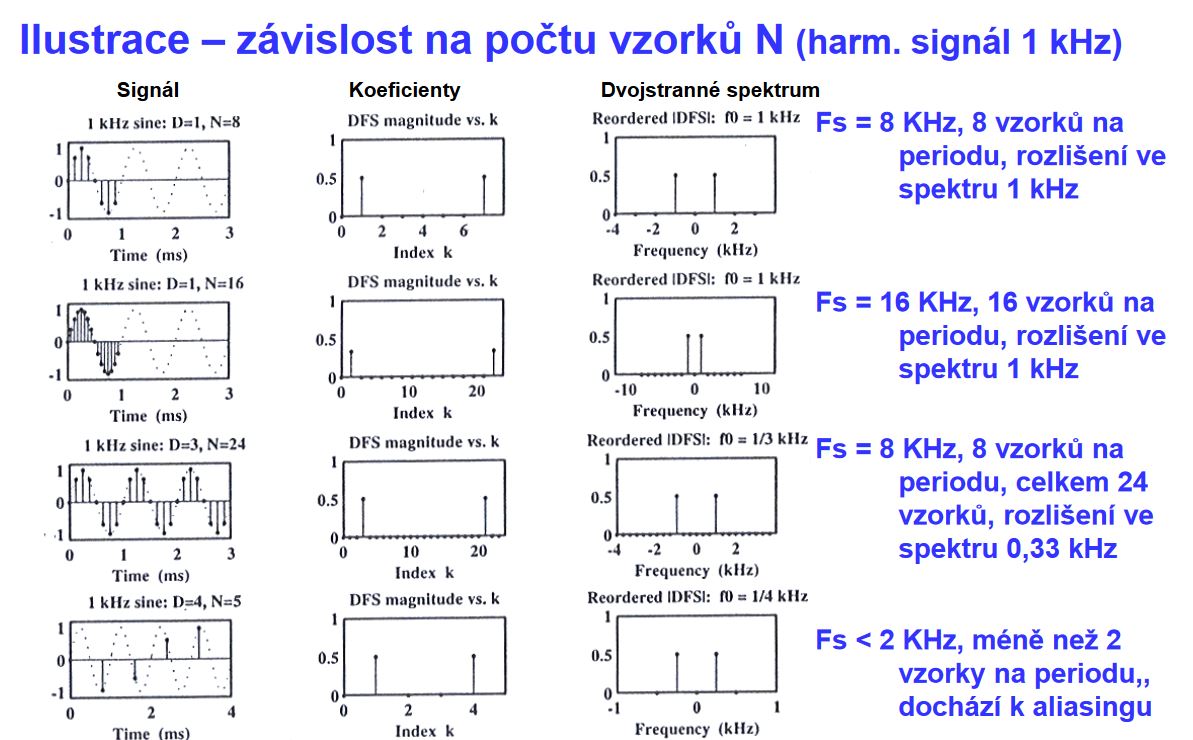 Ilustrace – závislost na počtu vzorků N (harm. signál 1 kHz)
Signál
Koeficienty
Dvojstranné spektrum
1 kHz sine: D=1, N=8
DFS magnitude vs. k
Reordered |DFS|: f0 = 1 kHz
1
0
-1
0 1 2 3
Time (ms)
1
0.5
0
0 2 4 6
Index k
1
0.5
0
-4 -2 0 2
Frequency (kHz)
Fs = 8 KHz, 8 vzorků na
periodu, rozlišení ve
spektru 1 kHz
1 kHz sine: D=1, N=16
DFS magnitude vs. k
Reordered |DFS|: f0 = 1 kHz
1
0
-1
0 1 2 3
Time (ms)
1
0.5
0
0 10 20
Index k
1
0.5
0
-10 0 10
Frequency (kHz)
Fs = 16 KHz, 16 vzorků na
periodu, rozlišení ve
spektru 1 kHz
1 kHz sine: D=3, N=24
DFS magnitude vs. k
Reordered |DFS|: f0 = 1/3 kHz
1
0
-1
0 1 2 3
Time (ms)
1
0.5
0
0 10 20
Index k
1
0.5
0
-4 -2 0 2
Frequency (kHz)
Fs = 8 KHz, 8 vzorků na
periodu, celkem 24
vzorků, rozlišení ve
spektru 0,33 kHz
1 kHz sine: D=4, N=5
DFS magnitude vs. k
Reordered |DFS|: f0 = 1/4 kHz
1
0
-1
0 2 4
Time (ms)
1
0.5
0
0 2 4
Index k
1
0.5
0
-1 0 1
Frequency (kHz)
Fs < 2 KHz, méně než 2
vzorky na periodu,,
dochází k aliasingu